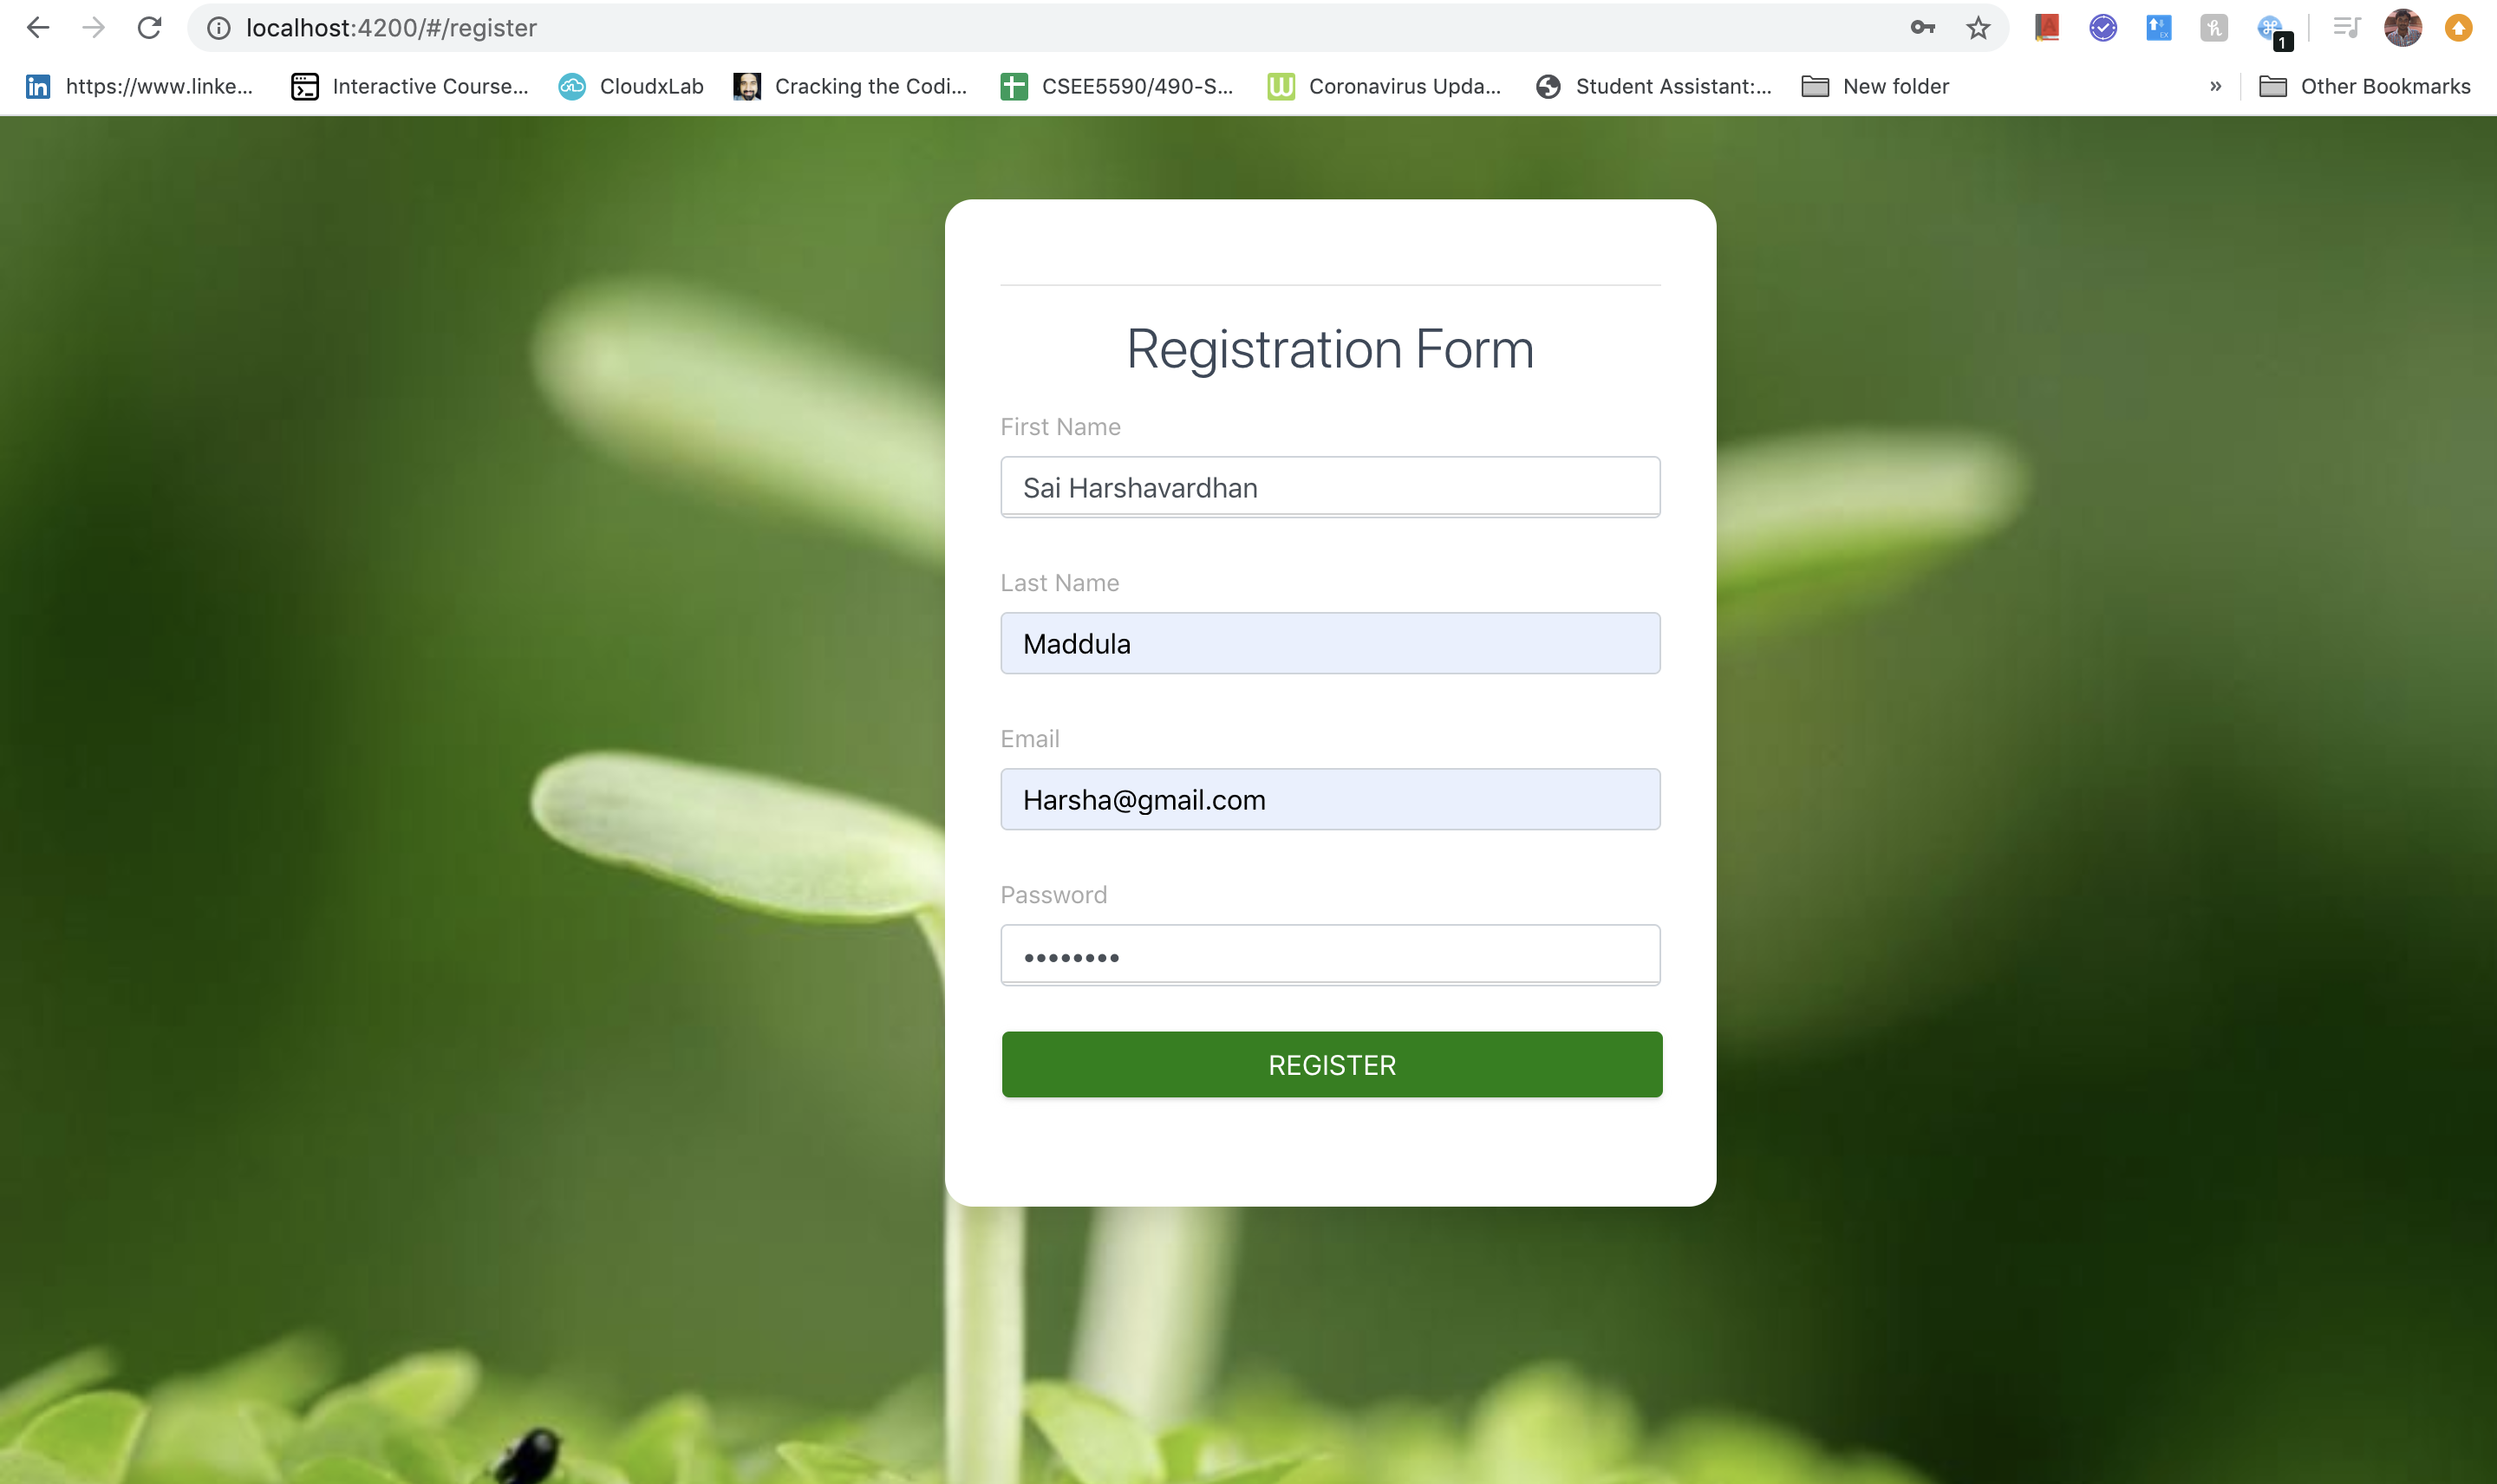 localhost:4200/#/register
1
https://www.linke... Interactive Course... CloudxLab Cracking the Codi... CSEE5590/490-S... Coronavirus Upda... Student Assistant:... New folder » Other Bookmarks
Registration Form
First Name
Sai Harshavardhan
Last Name
Maddula
Email
Harsha@gmail.com
Password
••••••••
REGISTER